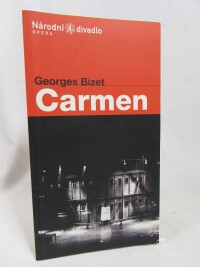 Národní divadlo
OPERA
Georges Bizet
Carmen